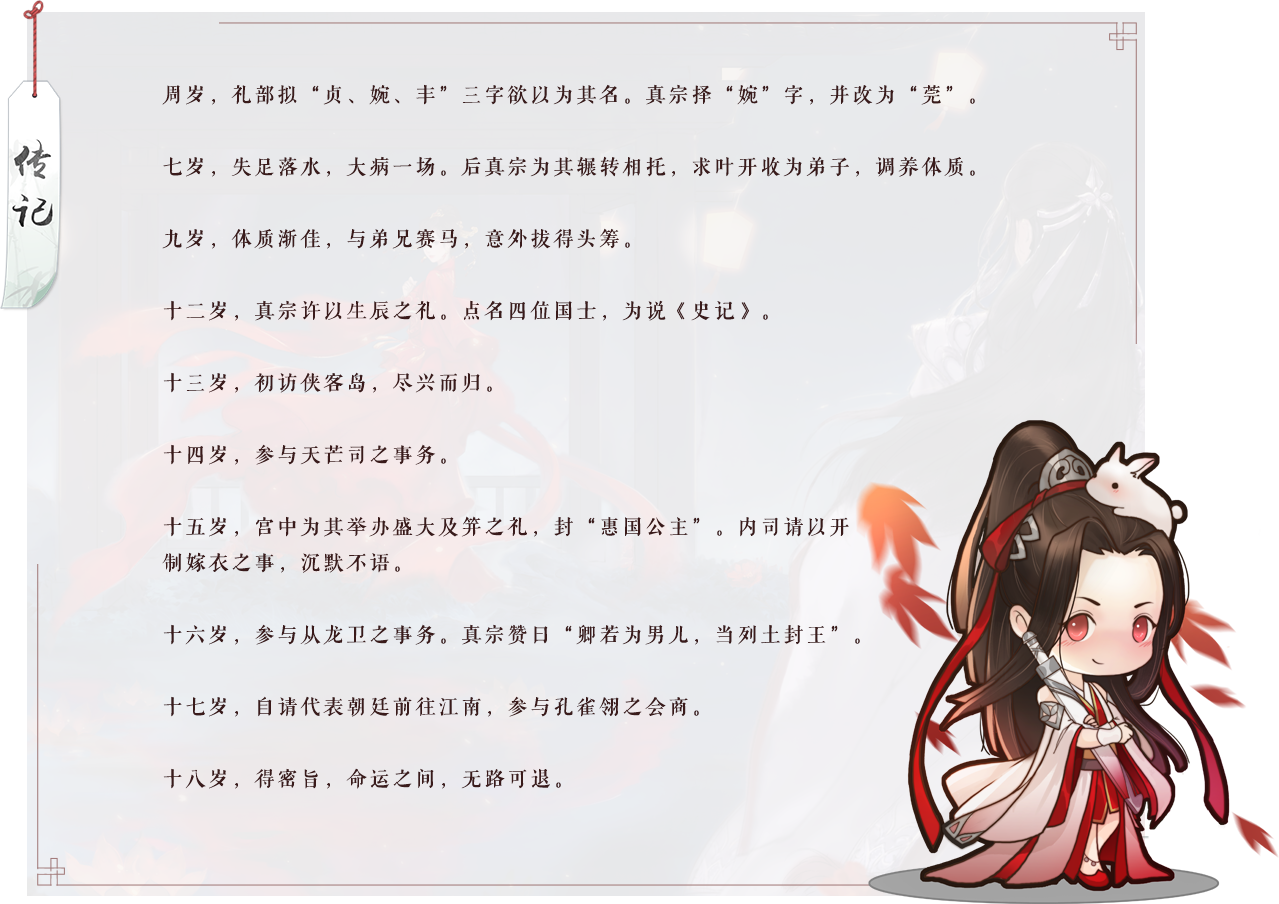 传记
周岁，礼部拟“贞、婉、丰”三字欲以为其名。真宗择“婉”字，并改为“莞”。
七岁，失足落水，大病一场。后真宗为其辗转相托，求叶开收为弟子，调养体质。
九岁，体质渐佳，与弟兄赛马，意外拔得头筹。
十二岁，真宗许以生辰之礼。点名四位国士，为说《史记》。
十三岁，初访侠客岛，尽兴而归。
十四岁，参与天芒司之事务。
十五岁，宫中为其举办盛大及笄之礼，封“惠国公主”。内司请以开
制嫁衣之事，沉默不语。
十六岁，参与从龙卫之事务。真宗赞曰“卿若为男儿，当列土封王”。
十七岁，自请代表朝廷前往江南，参与孔雀翎之会商。
十八岁，得密旨，命运之间，无路可退。